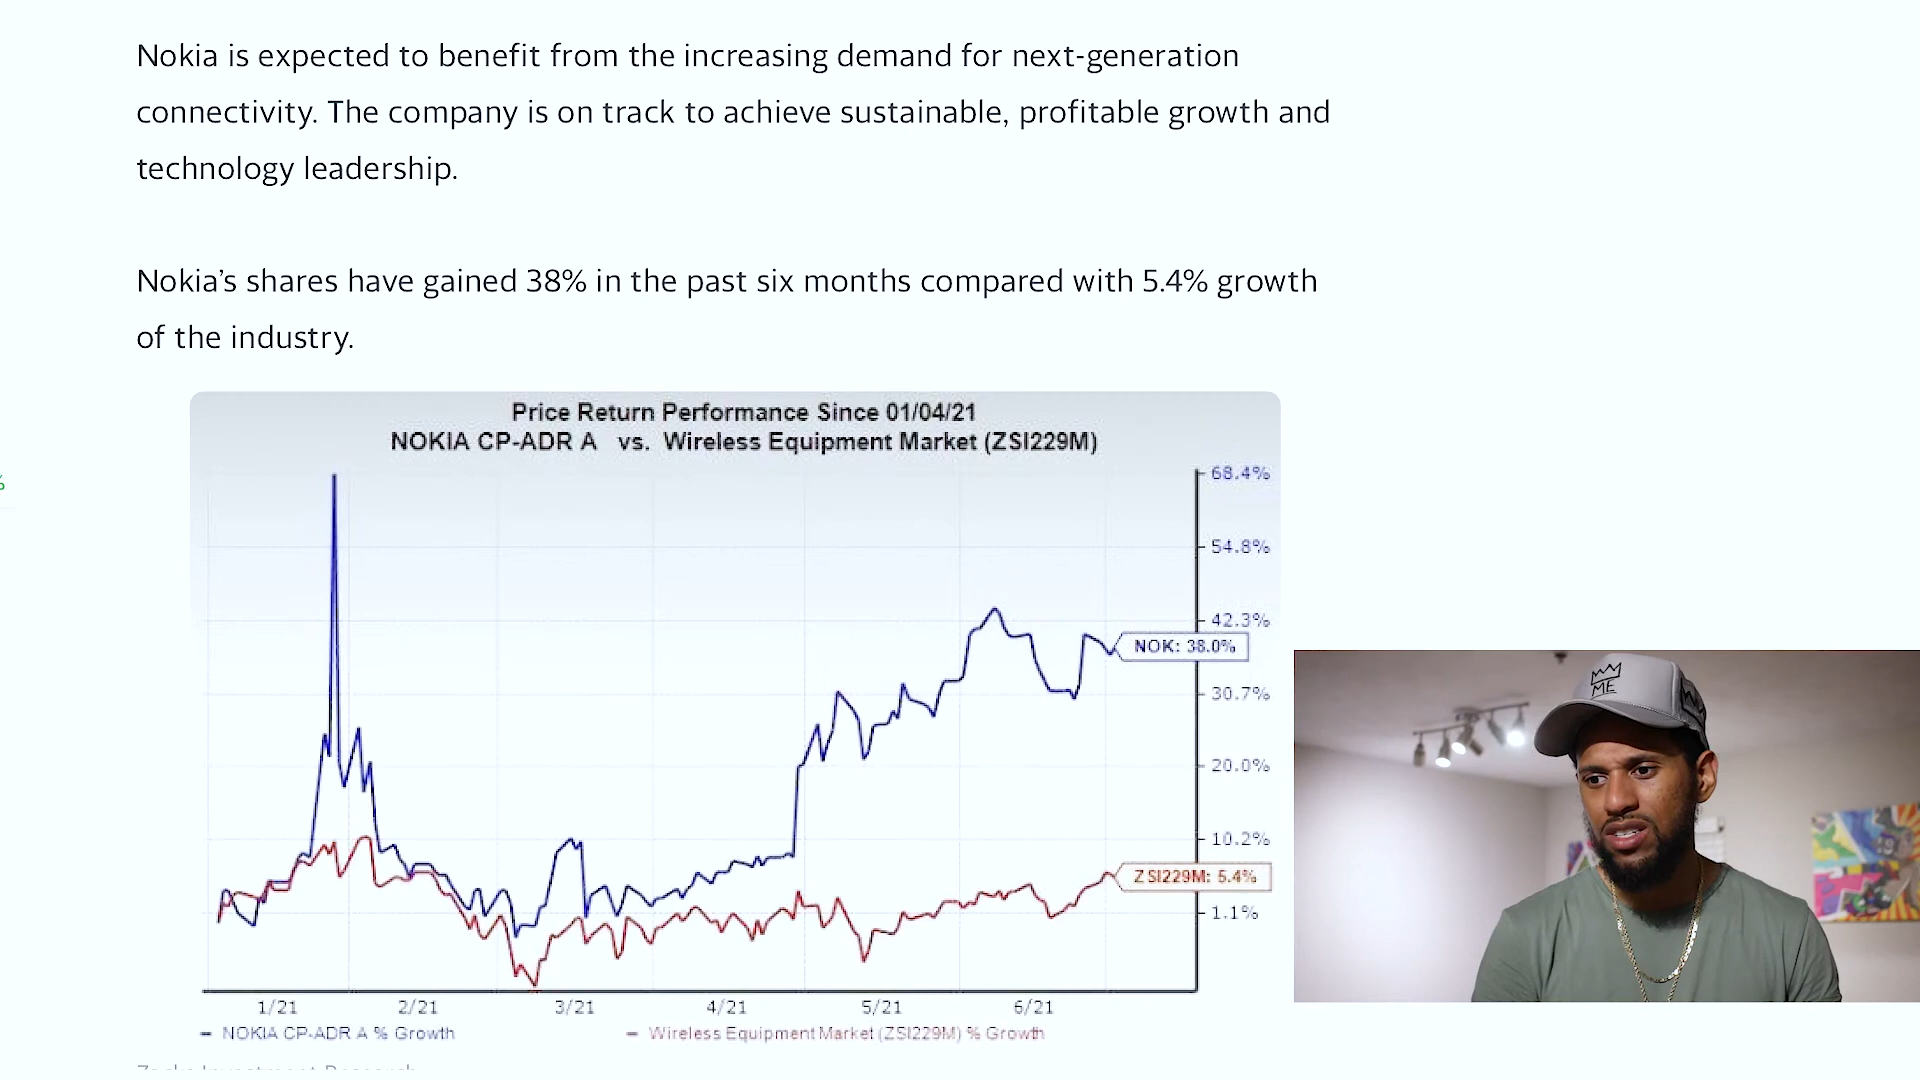 Nokia is expected to benefit from the increasing demand for next-generation
connectivity. The company is on track to achieve sustainable, profitable growth and
technology leadership.
Nokia’s shares have gained 38% in the past six months compared with 5.4% growth
of the industry.
Price Return Performance Since 01/04/21
NOKIA CP-ADR A vs. Wireless Equipment Market (ZSI229M)
%
68.4%
54.8%
42.3%
NOK: 38.0%
30.7%
20.0%
10.2%
ZSI229M: 5.4%
1.1%
1/21 2/21 3/21 4/21 5/21 6/21
NOKIA CP-ADR A % Growth
Wireless Equipment Market (ZSI229M) % Growth
ME